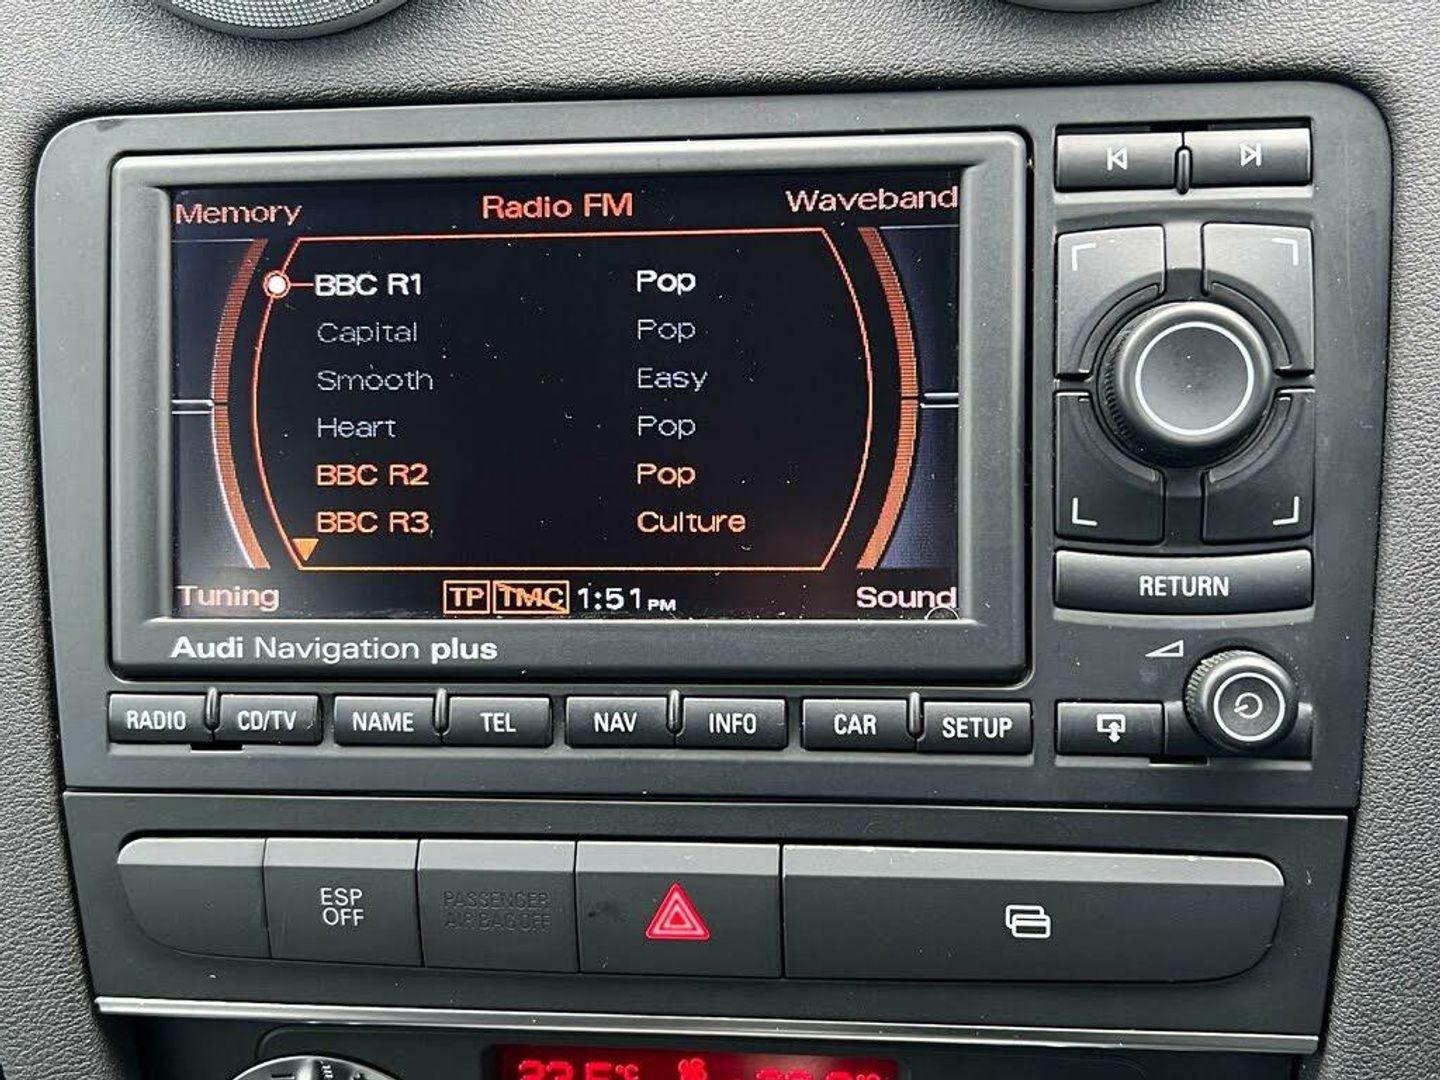 Memory Radio FM Waveband
BBC R1 Pop
Capital Pop
Smooth Easy
Heart Pop
BBC R2 Pop
BBC R3 Culture
Tuning TP TMC 1:51 PM Sound
Audi Navigation plus
RETURN
RADIO CD/TV NAME TEL NAV INFO CAR SETUP
ESP
OFF
PASSENGER
AIRBAG OFF